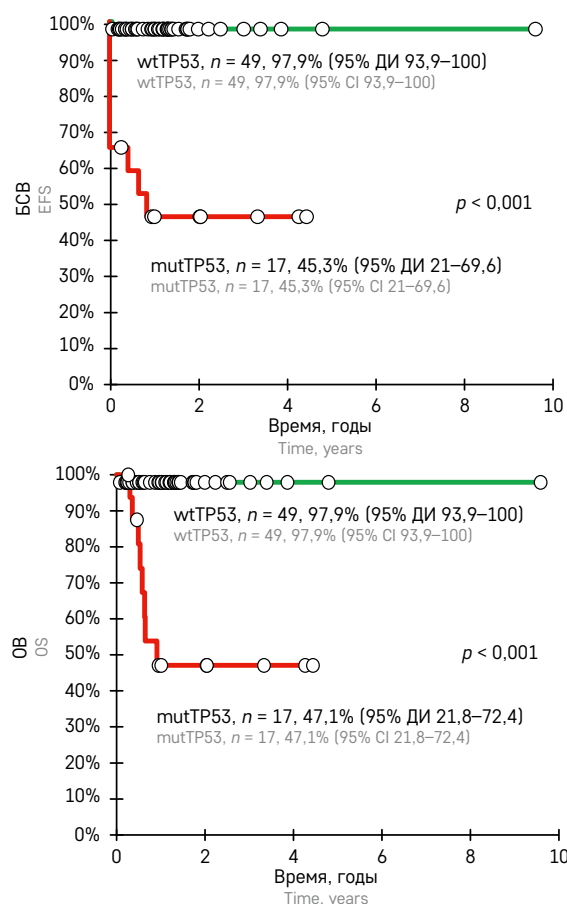 100%
90%
80%
70%
60%
50%
40%
30%
20%
10%
0%
БСВ
EFS
wtTP53, n = 49, 97,9% (95% ДИ 93,9–100)
wtTP53, n = 49, 97,9% (95% CI 93,9–100)
p < 0,001
mutTP53, n = 17, 45,3% (95% ДИ 21–69,6)
mutTP53, n = 17, 45,3% (95% CI 21–69,6)
0 2 4 6 8 10
Время, годы
Time, years
100%
90%
80%
70%
60%
50%
40%
30%
20%
10%
0%
ОВ
OS
wtTP53, n = 49, 97,9% (95% ДИ 93,9–100)
wtTP53, n = 49, 97,9% (95% CI 93,9–100)
p < 0,001
mutTP53, n = 17, 47,1% (95% ДИ 21,8–72,4)
mutTP53, n = 17, 47,1% (95% CI 21,8–72,4)
0 2 4 6 8 10
Время, годы
Time, years